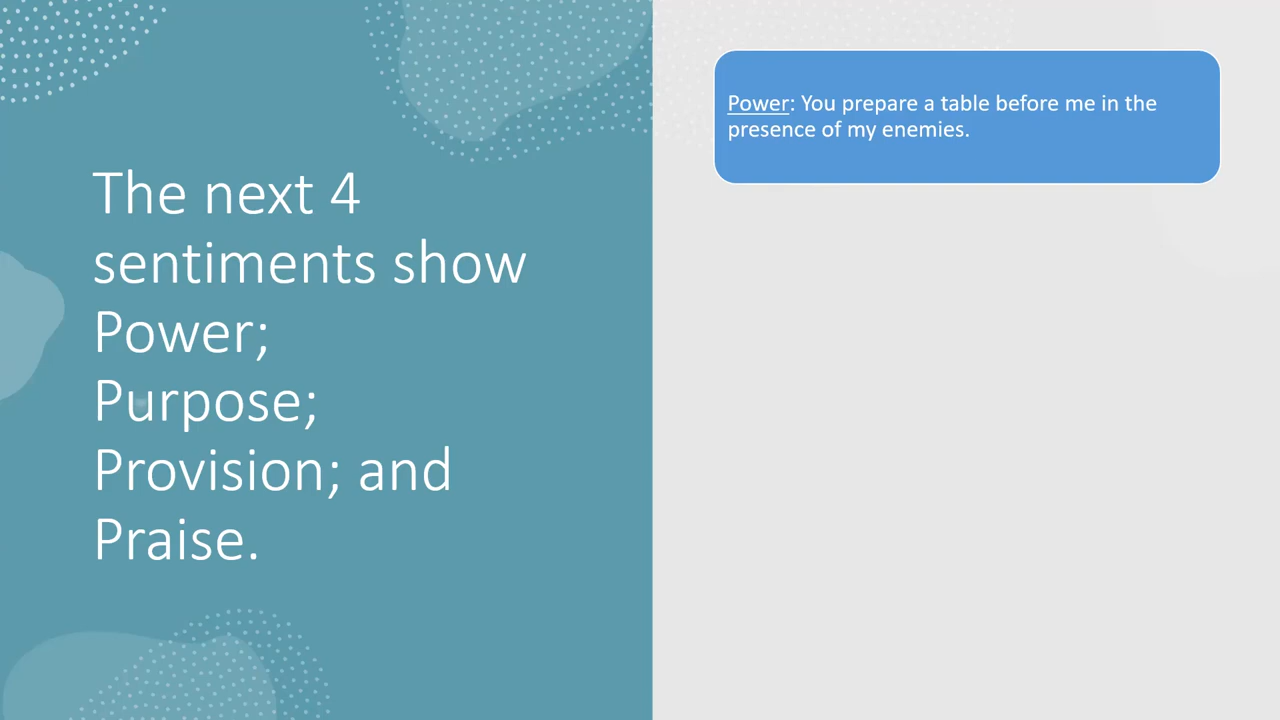 The next 4
sentiments show
Power;
Purpose;
Provision; and
Praise.
Power: You prepare a table before me in the
presence of my enemies.